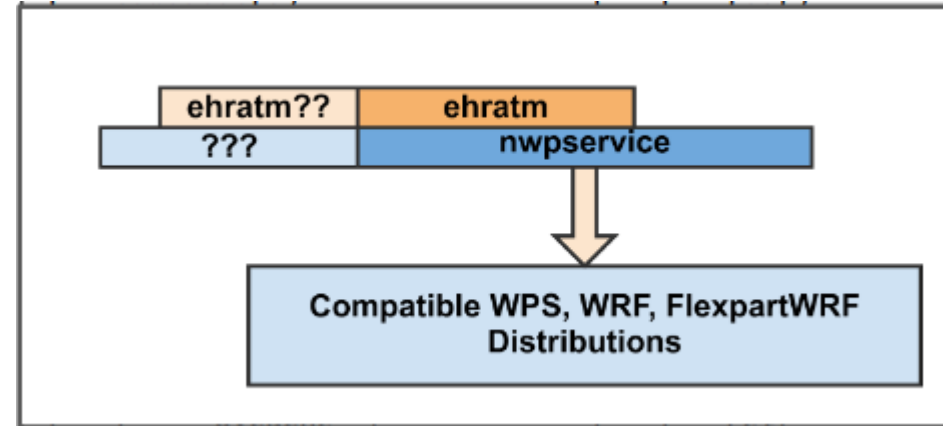 ehratm?? ehratm
??? nwpservice
Compatible WPS, WRF, FlexpartWRF
Distributions